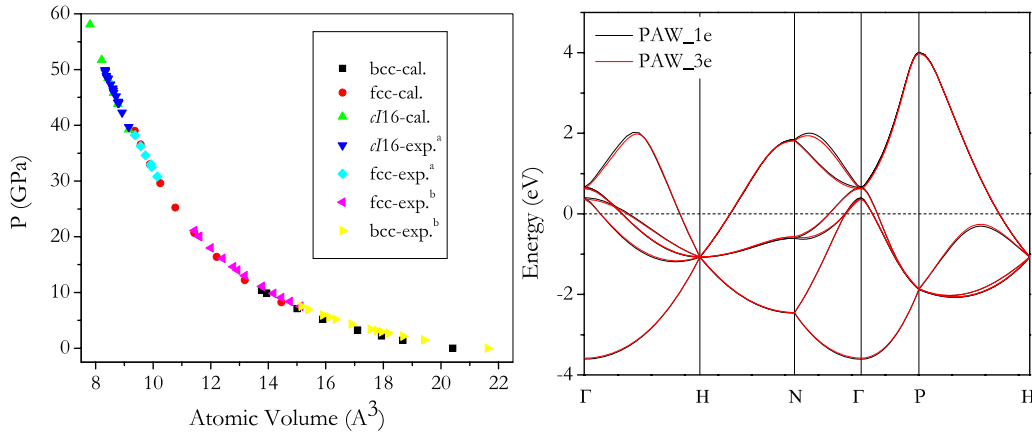 P (GPa)
60
50
40
30
20
10
0
8
10
12
14
16
18
20
22
Atomic Volume (A³)
bcc-cal.
fcc-cal.
cI16-cal.
cI16-exp.ᵃ
fcc-exp.ᵃ
fcc-exp.ᵇ
bcc-exp.ᵇ
Energy (eV)
4
2
0
-2
-4
PAW_1e
PAW_3e
Γ
H
N
Γ
P
H